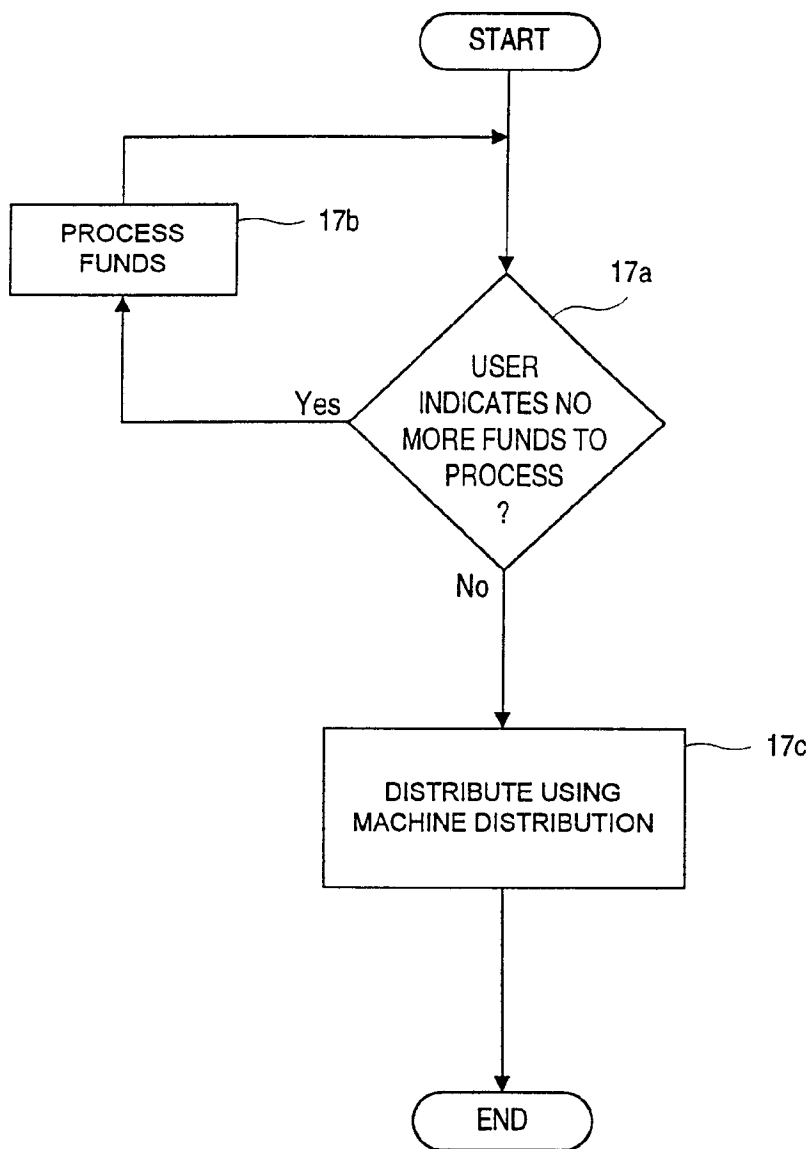 START
PROCESS
FUNDS
17b
17a
USER
INDICATES NO
MORE FUNDS TO
PROCESS
?
Yes
No
17c
DISTRIBUTE USING
MACHINE DISTRIBUTION
END